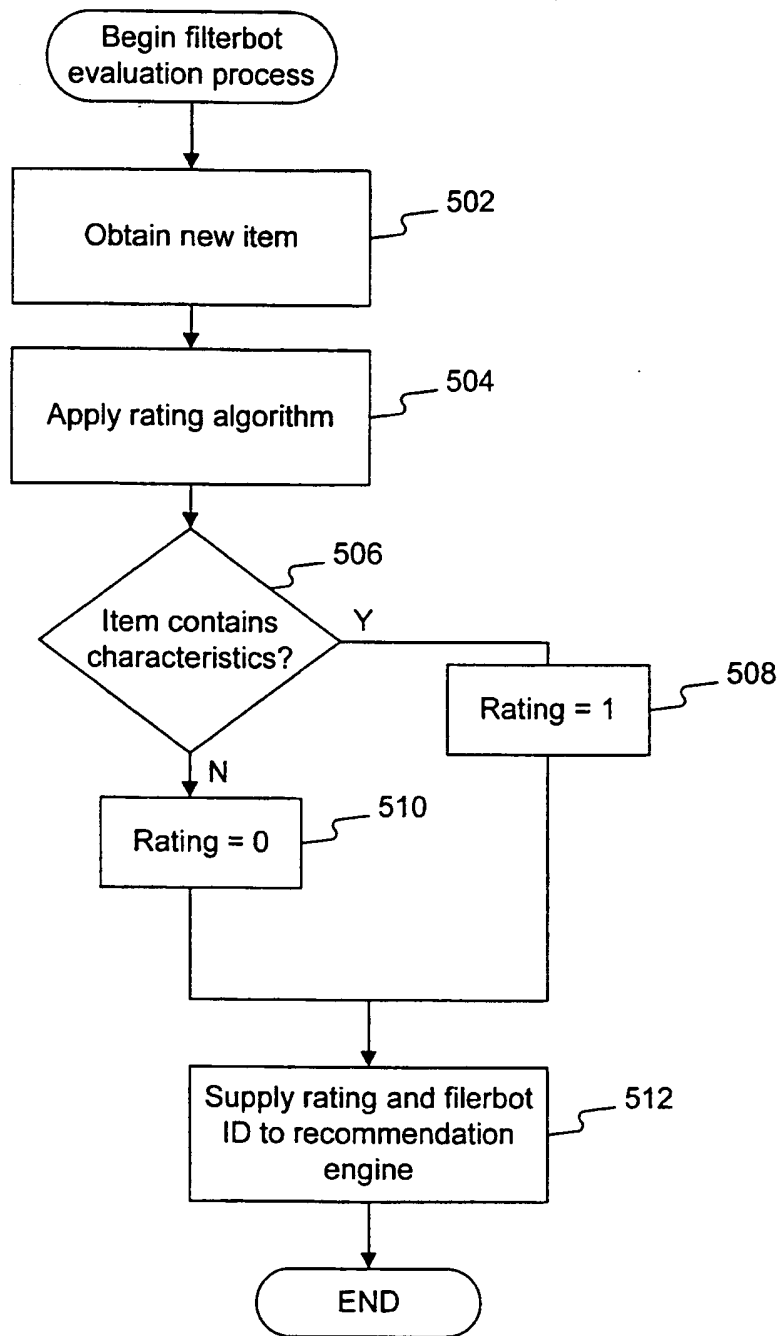 Begin filterbot
evaluation process
502
Obtain new item
504
Apply rating algorithm
506
Item contains
characteristics?
Y
508
Rating = 1
N
510
Rating = 0
512
Supply rating and filerbot
ID to recommendation
engine
END